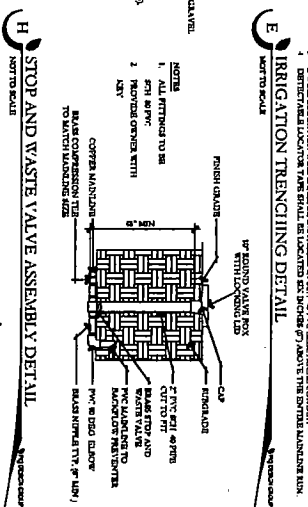 4 DETECTABLE LOCATOR TAPE SHALL BE LOCATED INCHES (") ABOVE THE ENTIRE MAINLINE RUN.
E
IRRIGATION TRENCHING DETAIL
NOT TO SCALE
GRAVEL
NOTES
1. ALL FITTINGS TO BE
SCH 80 PVC
2. PROVIDE OWNER WITH
KEY
FINISH GRADE
10" ROUND VALVE BOX
WITH LOCKING LID
CAP
SUBGRADE
2" PVC SCH 40 PIPE
CUT TO FIT
BRASS STOP AND
WASTE VALVE
PVC MAINLINE TO
BACKFLOW PREVENTER
PVC 90 DEG ELBOW
BRASS NIPPLE TYP.
COPPER MAINLINE
BRASS COMPRESSION TEE
TO MATCH MAINLINE SIZE
H
STOP AND WASTE VALVE ASSEMBLY DETAIL
NOT TO SCALE